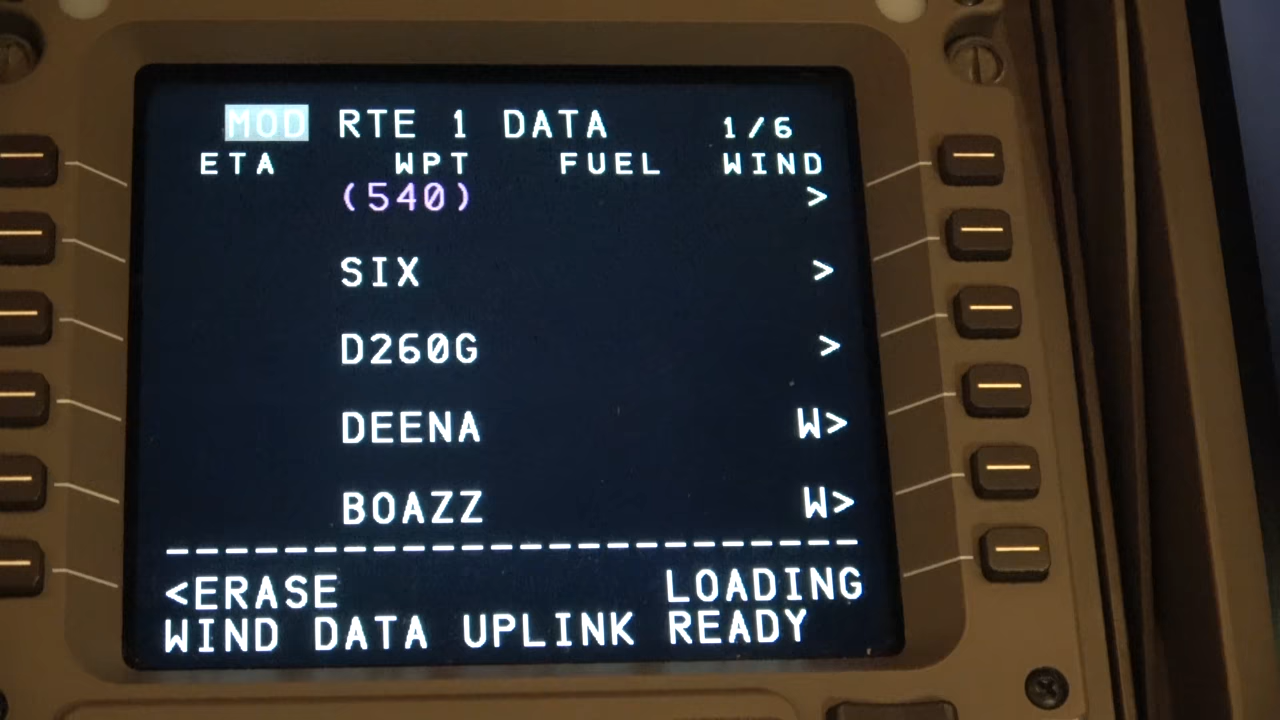 MOD RTE 1 DATA 1/6
ETA WPT FUEL WIND
(540) >
SIX >
D260G >
DEENA W>
BOAZZ W>
------------------------
<ERASE LOADING
WIND DATA UPLINK READY